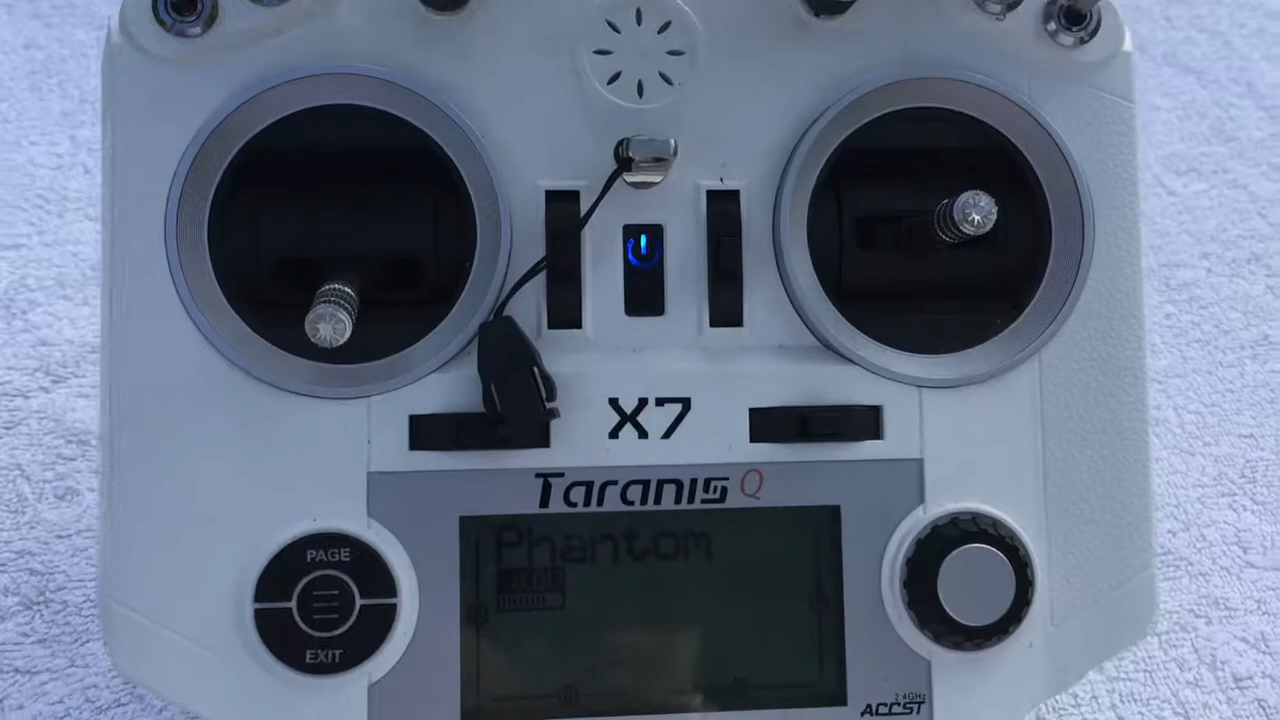 X7
Taranis Q
Phantom
PAGE
EXIT
2.4GHz
ACCST